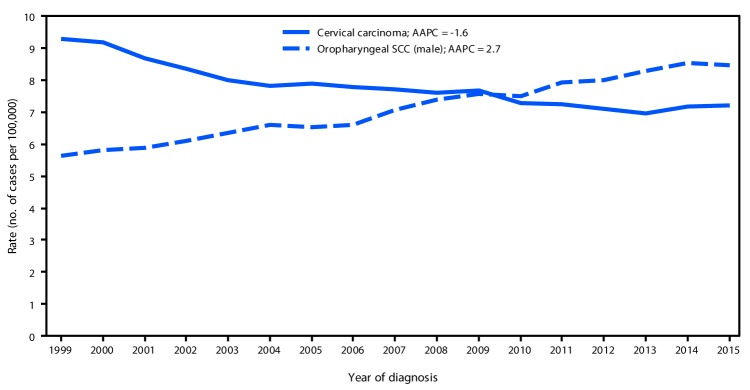 Cervical carcinoma; AAPC = -1.6
Oropharyngeal SCC (male); AAPC = 2.7
Rate (no. of cases per 100,000)
10
9
8
7
6
5
4
3
2
1
0
1999 2000 2001 2002 2003 2004 2005 2006 2007 2008 2009 2010 2011 2012 2013 2014 2015
Year of diagnosis